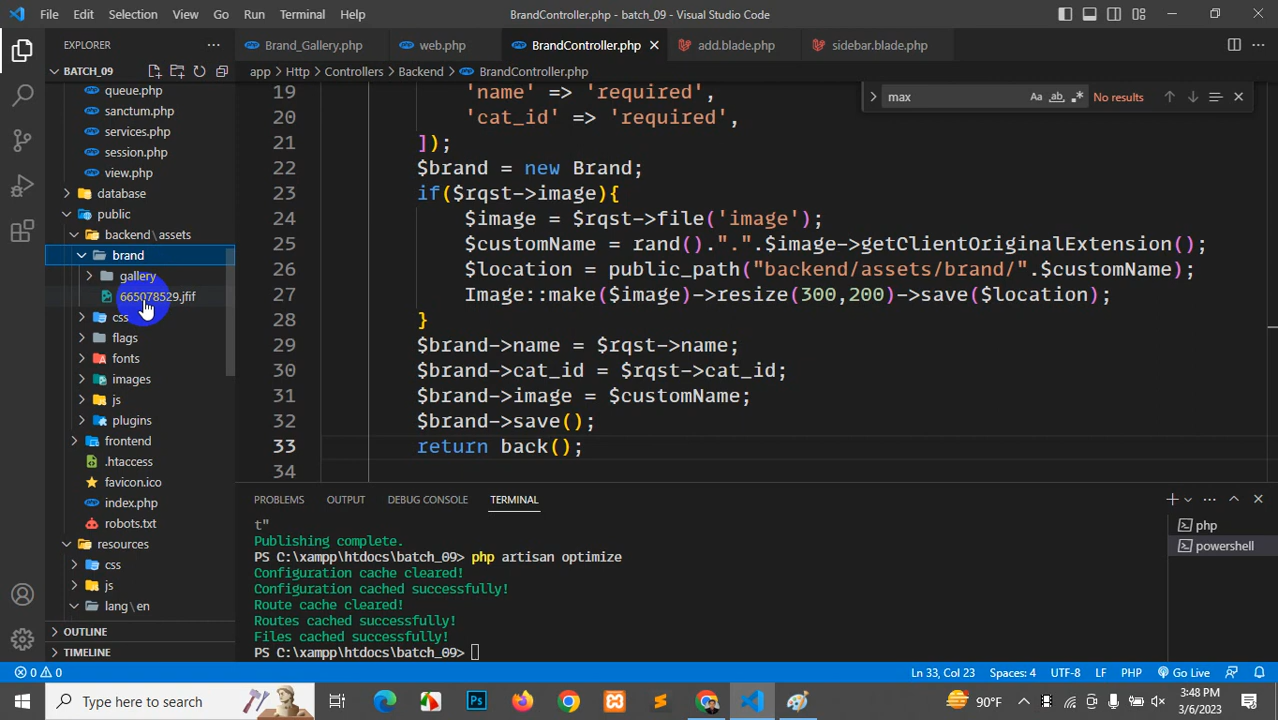 File Edit Selection View Go Run Terminal Help
BrandController.php - batch_09 - Visual Studio Code
EXPLORER
Brand_Gallery.php
web.php
BrandController.php
add.blade.php
sidebar.blade.php
BATCH_09
app > Http > Controllers > Backend > BrandController.php
max
Aa ab .*
No results
queue.php
sanctum.php
services.php
session.php
view.php
database
public
backend \ assets
brand
gallery
665078529.jfif
css
flags
fonts
images
js
plugins
frontend
.htaccess
favicon.ico
index.php
robots.txt
resources
css
js
lang \ en
OUTLINE
TIMELINE
19 'name' => 'required',
20 'cat_id' => 'required',
21 ]);
22 $brand = new Brand;
23 if($rqst->image){
24 $image = $rqst->file('image');
25 $customName = rand().".".$image->getClientOriginalExtension();
26 $location = public_path("backend/assets/brand/".$customName);
27 Image::make($image)->resize(300,200)->save($location);
28 }
29 $brand->name = $rqst->name;
30 $brand->cat_id = $rqst->cat_id;
31 $brand->image = $customName;
32 $brand->save();
33 return back();
34
PROBLEMS OUTPUT DEBUG CONSOLE TERMINAL
t"
Publishing complete.
PS C:\xampp\htdocs\batch_09> php artisan optimize
Configuration cache cleared!
Configuration cached successfully!
Route cache cleared!
Routes cached successfully!
Files cached successfully!
PS C:\xampp\htdocs\batch_09>
php
powershell
0 0
Ln 33, Col 23 Spaces: 4 UTF-8 LF PHP Go Live
Type here to search
Ps
90°F
3:48 PM
3/6/2023